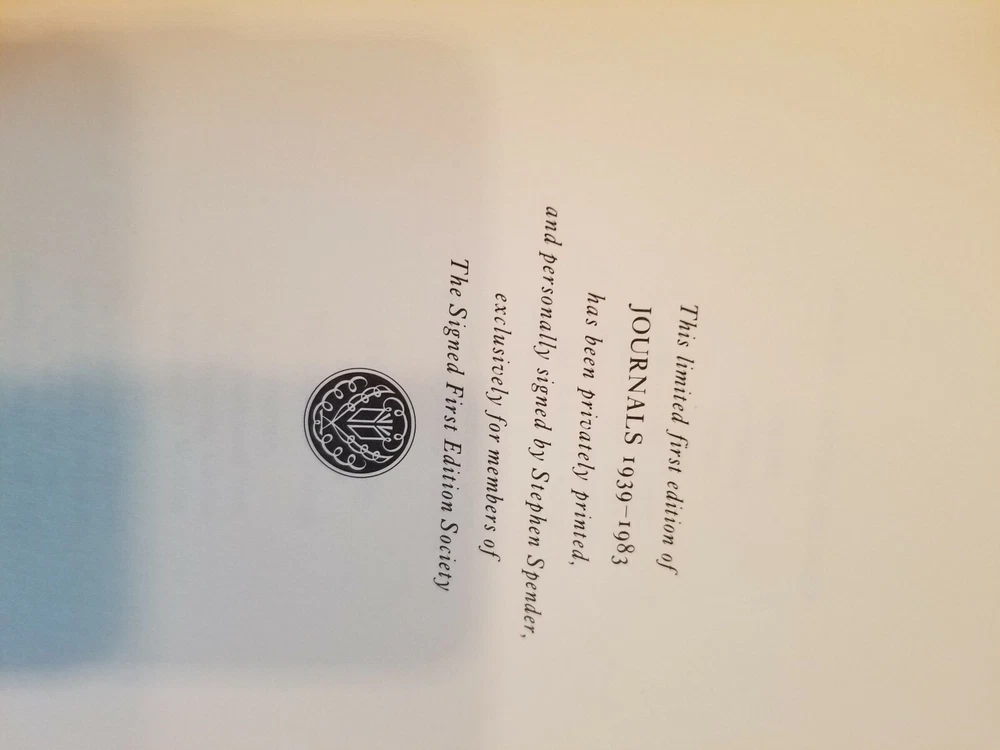 This limited first edition of
JOURNALS 1939–1983
has been privately printed,
and personally signed by Stephen Spender,
exclusively for members of
The Signed First Edition Society